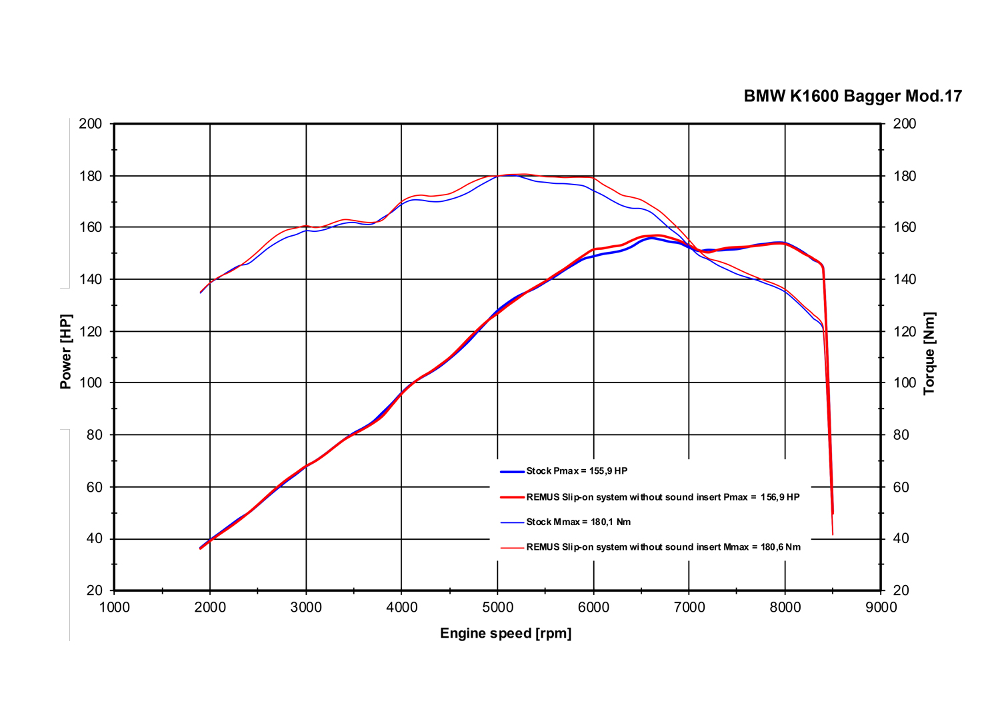 BMW K1600 Bagger Mod.17
200 200
180 180
160 160
140 140
120 120
Power [HP] Torque [Nm]
100 100
80 80
Stock Pmax = 155,9 HP
60 60
REMUS Slip-on system without sound insert Pmax = 156,9 HP
Stock Mmax = 180,1 Nm
40 40
REMUS Slip-on system without sound insert Mmax = 180,6 Nm
20 20
1000 2000 3000 4000 5000 6000 7000 8000 9000
Engine speed [rpm]